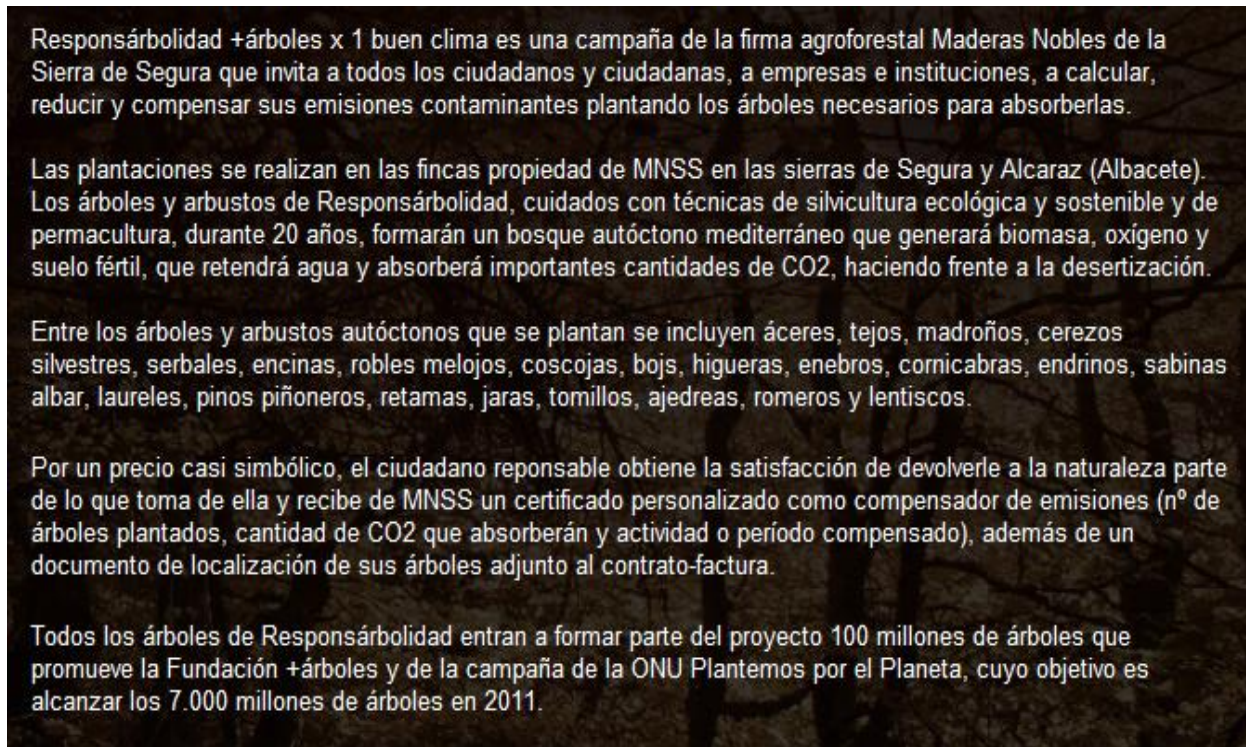 Responsárbolidad +árboles x 1 buen clima es una campaña de la firma agroforestal Maderas Nobles de la
Sierra de Segura que invita a todos los ciudadanos y ciudadanas, a empresas e instituciones, a calcular,
reducir y compensar sus emisiones contaminantes plantando los árboles necesarios para absorberlas.
Las plantaciones se realizan en las fincas propiedad de MNSS en las sierras de Segura y Alcaraz (Albacete).
Los árboles y arbustos de Responsárbolidad, cuidados con técnicas de silvicultura ecológica y sostenible y de
permacultura, durante 20 años, formarán un bosque autóctono mediterráneo que generará biomasa, oxígeno y
suelo fértil, que retendrá agua y absorberá importantes cantidades de CO2, haciendo frente a la desertización.
Entre los árboles y arbustos autóctonos que se plantan se incluyen áceres, tejos, madroños, cerezos
silvestres, serbales, encinas, robles melojos, coscojas, bojs, higueras, enebros, cornicabras, endrinos, sabinas
albar, laureles, pinos piñoneros, retamas, jaras, tomillos, ajedreas, romeros y lentiscos.
Por un precio casi simbólico, el ciudadano reponsable obtiene la satisfacción de devolverle a la naturaleza parte
de lo que toma de ella y recibe de MNSS un certificado personalizado como compensador de emisiones (nº de
árboles plantados, cantidad de CO2 que absorberán y actividad o período compensado), además de un
documento de localización de sus árboles adjunto al contrato-factura.
Todos los árboles de Responsárbolidad entran a formar parte del proyecto 100 millones de árboles que
promueve la Fundación +árboles y de la campaña de la ONU Plantemos por el Planeta, cuyo objetivo es
alcanzar los 7.000 millones de árboles en 2011.